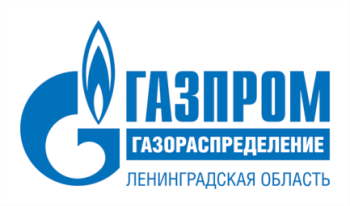 ГАЗПРОМ
ГАЗОРАСПРЕДЕЛЕНИЕ
ЛЕНИНГРАДСКАЯ ОБЛАСТЬ